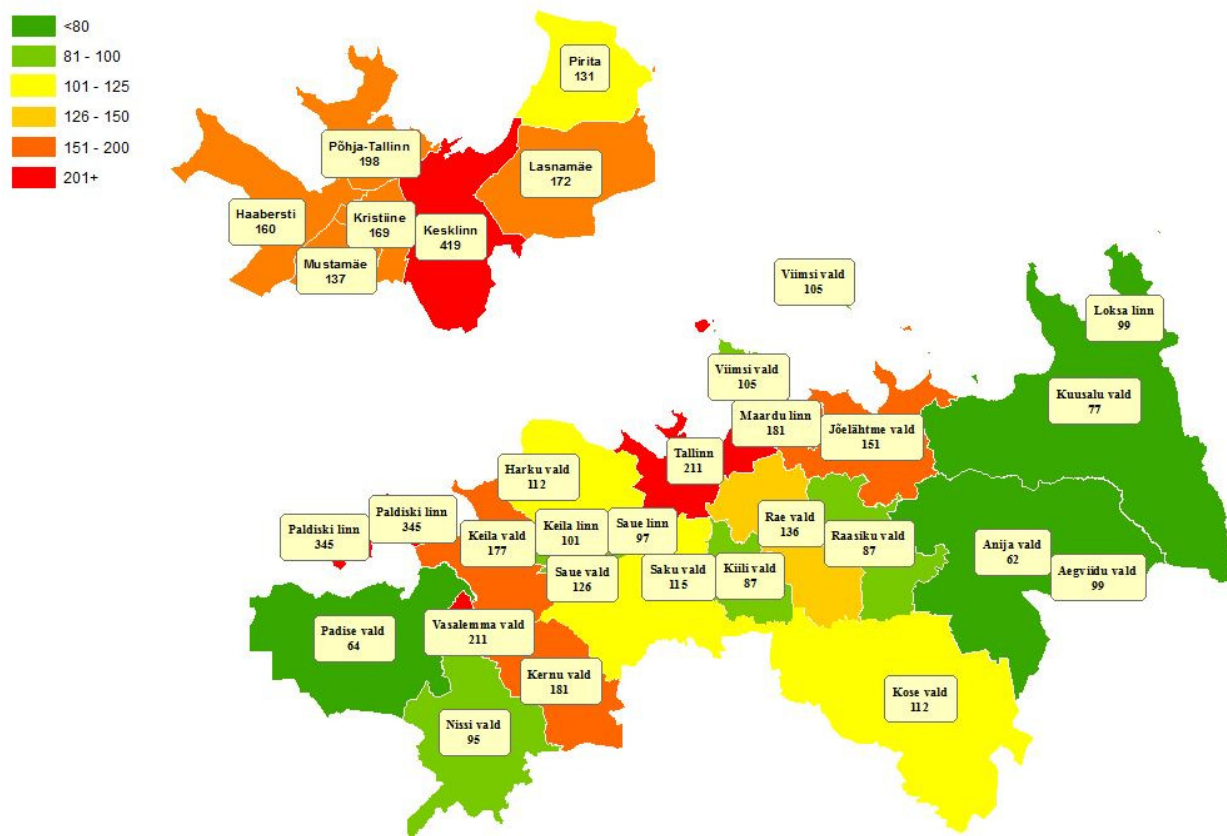 <80
81 - 100
101 - 125
126 - 150
151 - 200
201+
Pirita
131
Põhja-Tallinn
198
Lasnamäe
172
Haabersti
160
Kristiine
169
Kesklinn
419
Mustamäe
137
Viimsi vald
105
Loksa linn
99
Viimsi vald
105
Kuusalu vald
77
Maardu linn
181
Jõelähtme vald
151
Tallinn
211
Harku vald
112
Paldiski linn
345
Paldiski linn
345
Keila vald
177
Keila linn
101
Saue linn
97
Rae vald
136
Raasiku vald
87
Anija vald
62
Aegviidu vald
99
Saue vald
126
Saku vald
115
Kiili vald
87
Padise vald
64
Vasalemma vald
211
Kernu vald
181
Kose vald
112
Nissi vald
95